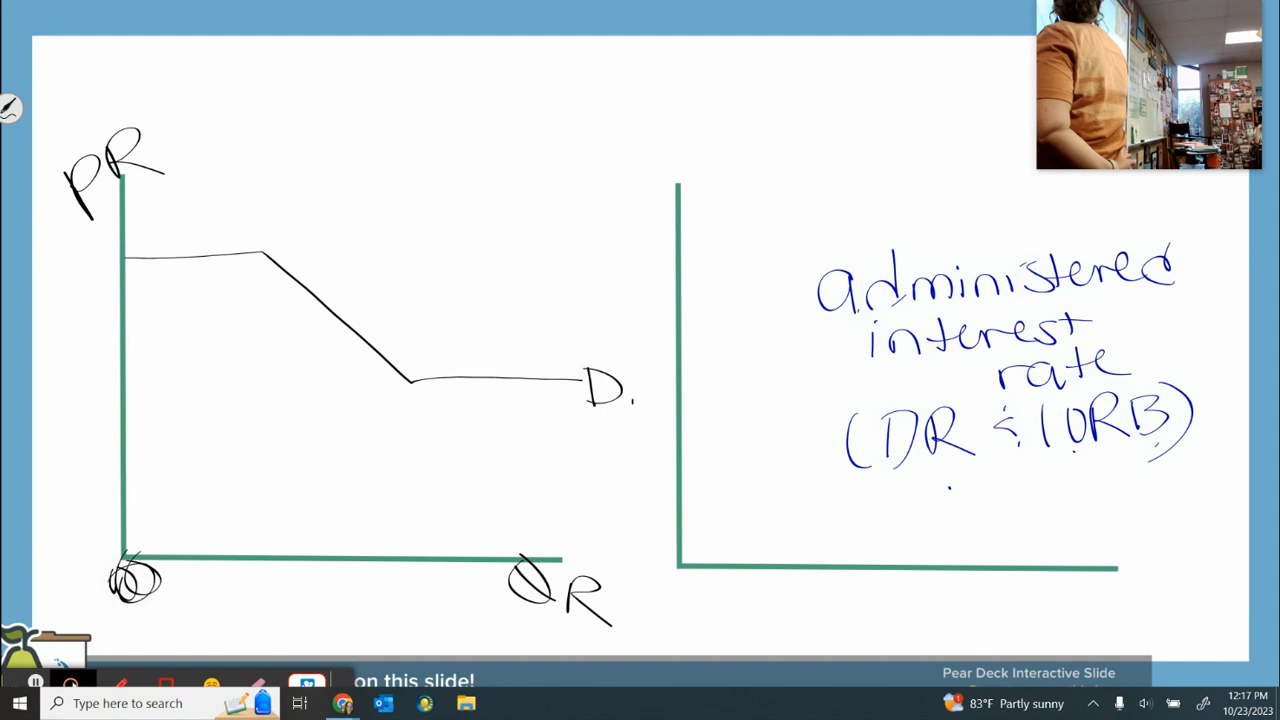 PR
D.
QR
administered
interest
rate
(DR & IORB)
on this slide!
Pear Deck Interactive Slide
Type here to search
83°F Partly sunny
12:17 PM
10/23/2023